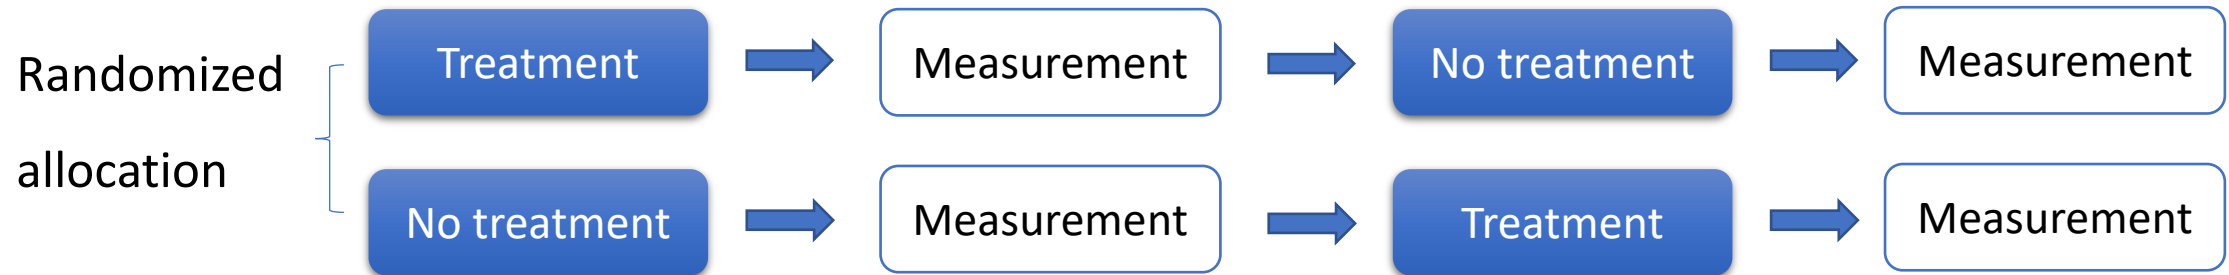 Randomized
allocation
Treatment
Measurement
No treatment
Measurement
No treatment
Measurement
Treatment
Measurement